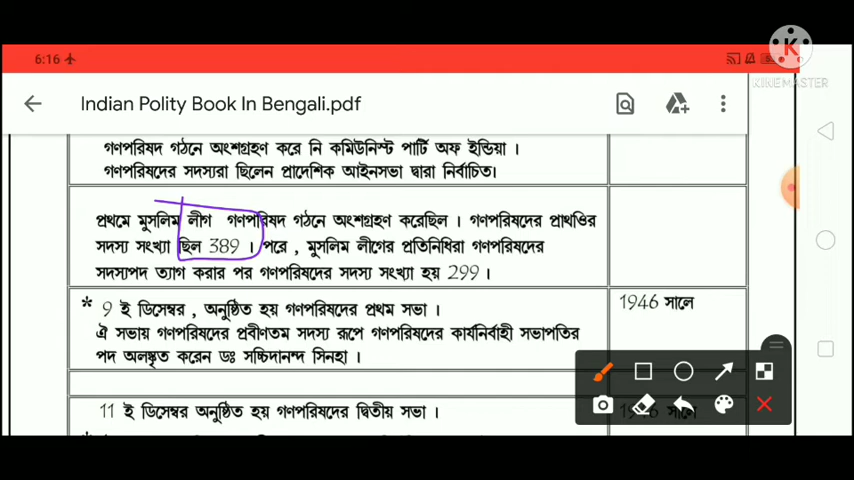 6:16
K
KINEMASTER
Indian Polity Book In Bengali.pdf
গণপরিষদ গঠনে অংশগ্রহণ করে নি কমিউনিস্ট পার্টি অফ ইন্ডিয়া ।
গণপরিষদের সদস্যরা ছিলেন প্রাদেশিক আইনসভা দ্বারা নির্বাচিত।
প্রথমে মুসলিম লীগ গণপরিষদ গঠনে অংশগ্রহণ করেছিল । গণপরিষদের প্রাথওির
সদস্য সংখ্যা ছিল 389 । পরে , মুসলিম লীগের প্রতিনিধিরা গণপরিষদের
সদস্যপদ ত্যাগ করার পর গণপরিষদের সদস্য সংখ্যা হয় 299 ।
* 9 ই ডিসেম্বর , অনুষ্ঠিত হয় গণপরিষদের প্রথম সভা ।
1946 সালে
ঐ সভায় গণপরিষদের প্রবীণতম সদস্য রূপে গণপরিষদের কার্যনির্বাহী সভাপতির
পদ অলঙ্কৃত করেন ডঃ সচ্চিদানন্দ সিনহা ।
11 ই ডিসেম্বর অনুষ্ঠিত হয় গণপরিষদের দ্বিতীয় সভা ।
1946 সালে